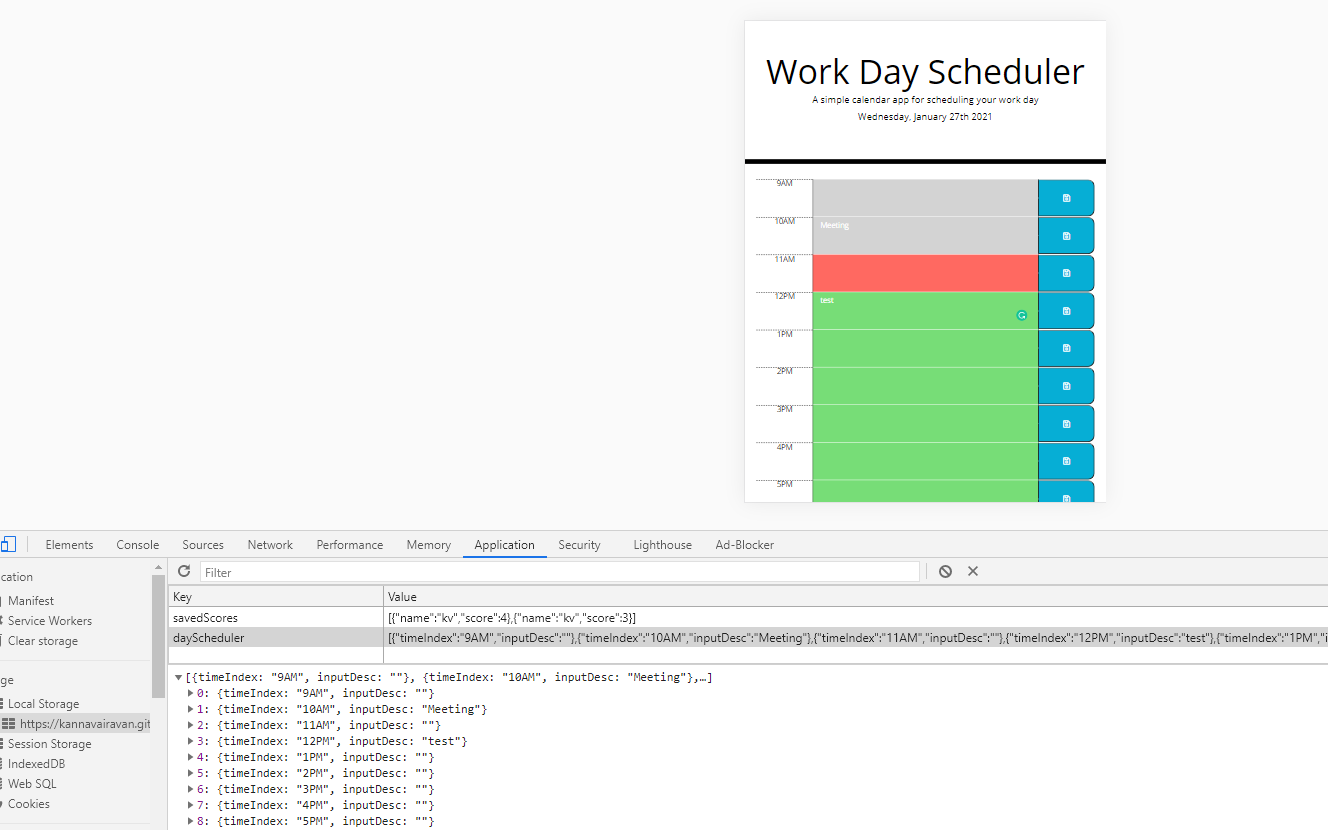 Work Day Scheduler
A simple calendar app for scheduling your work day
Wednesday, January 27th 2021
9AM
10AM Meeting
11AM
12PM test
1PM
2PM
3PM
4PM
5PM
Elements Console Sources Network Performance Memory Application Security Lighthouse Ad-Blocker
cation
Filter
Manifest
Service Workers
Clear storage
Key Value
savedScores [{"name":"kv","score":4},{"name":"kv","score":3}]
dayScheduler [{"timeIndex":"9AM","inputDesc":""},{"timeIndex":"10AM","inputDesc":"Meeting"},{"timeIndex":"11AM","inputDesc":""},{"timeIndex":"12PM","inputDesc":"test"},{"timeIndex":"1PM","i
ge
Local Storage
https://kannavairavan.git
Session Storage
IndexedDB
Web SQL
Cookies
[{timeIndex: "9AM", inputDesc: ""}, {timeIndex: "10AM", inputDesc: "Meeting"},…]
0: {timeIndex: "9AM", inputDesc: ""}
1: {timeIndex: "10AM", inputDesc: "Meeting"}
2: {timeIndex: "11AM", inputDesc: ""}
3: {timeIndex: "12PM", inputDesc: "test"}
4: {timeIndex: "1PM", inputDesc: ""}
5: {timeIndex: "2PM", inputDesc: ""}
6: {timeIndex: "3PM", inputDesc: ""}
7: {timeIndex: "4PM", inputDesc: ""}
8: {timeIndex: "5PM", inputDesc: ""}